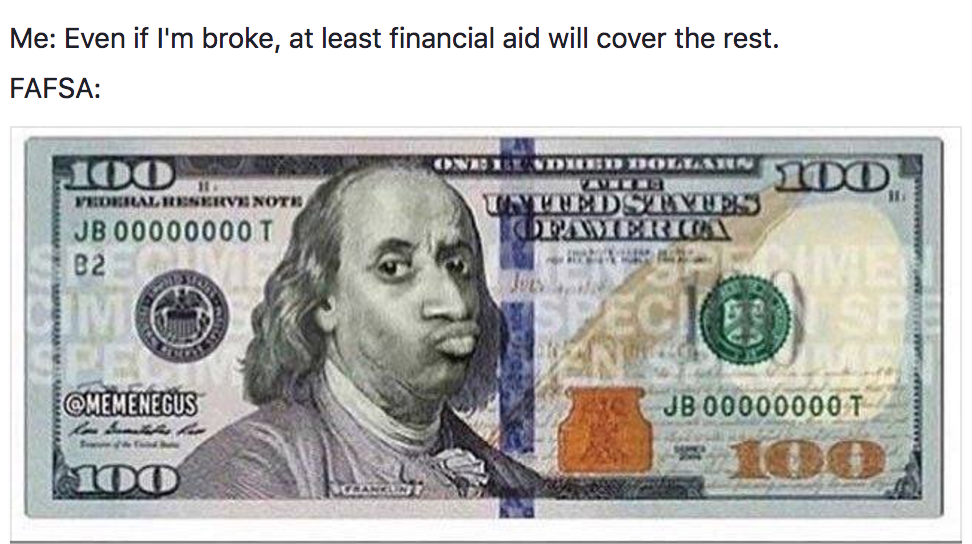 Me: Even if I'm broke, at least financial aid will cover the rest.
FAFSA:
ONE HUNDRED DOLLARS
100
100
FEDERAL RESERVE NOTE
THE
UNITED STATES
OF AMERICA
JB 00000000 T
B2
SPECIMEN
@MEMENEGUS
JB 00000000 T
100
100
FRANKLIN